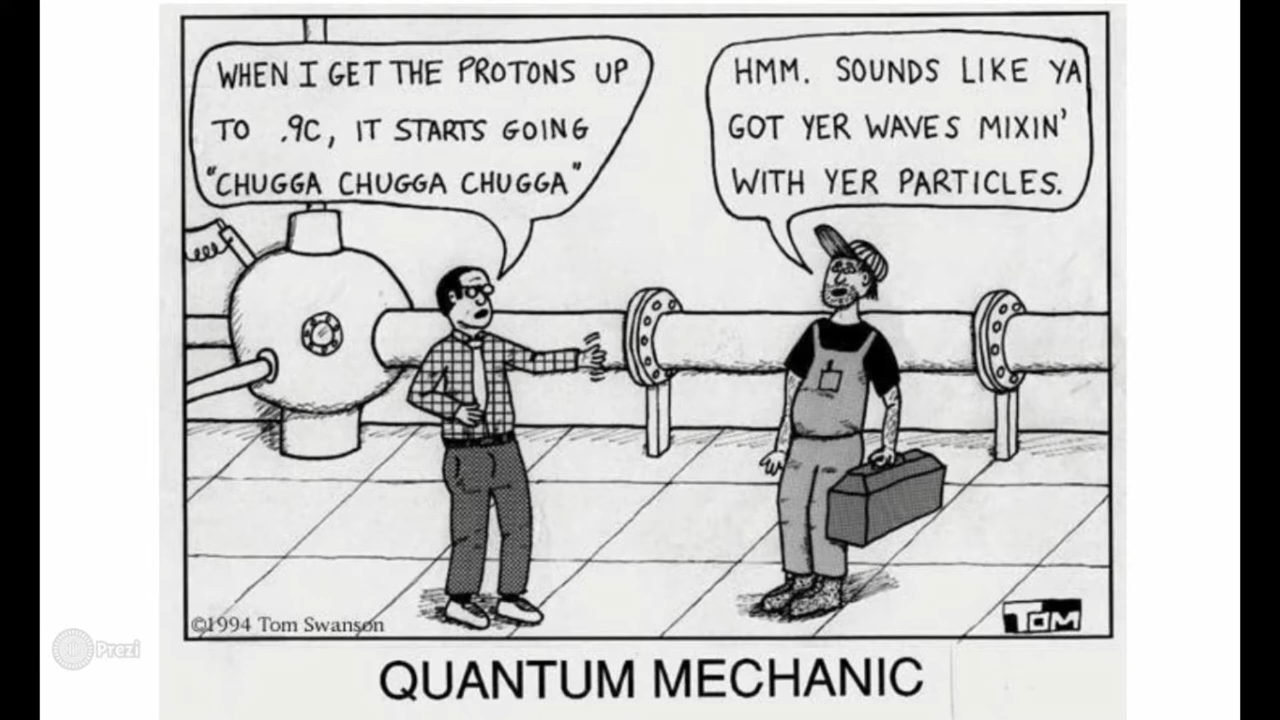 WHEN I GET THE PROTONS UP
TO .9C, IT STARTS GOING
"CHUGGA CHUGGA CHUGGA"
HMM. SOUNDS LIKE YA
GOT YER WAVES MIXIN'
WITH YER PARTICLES.
©1994 Tom Swanson
TOM
Prezi
QUANTUM MECHANIC